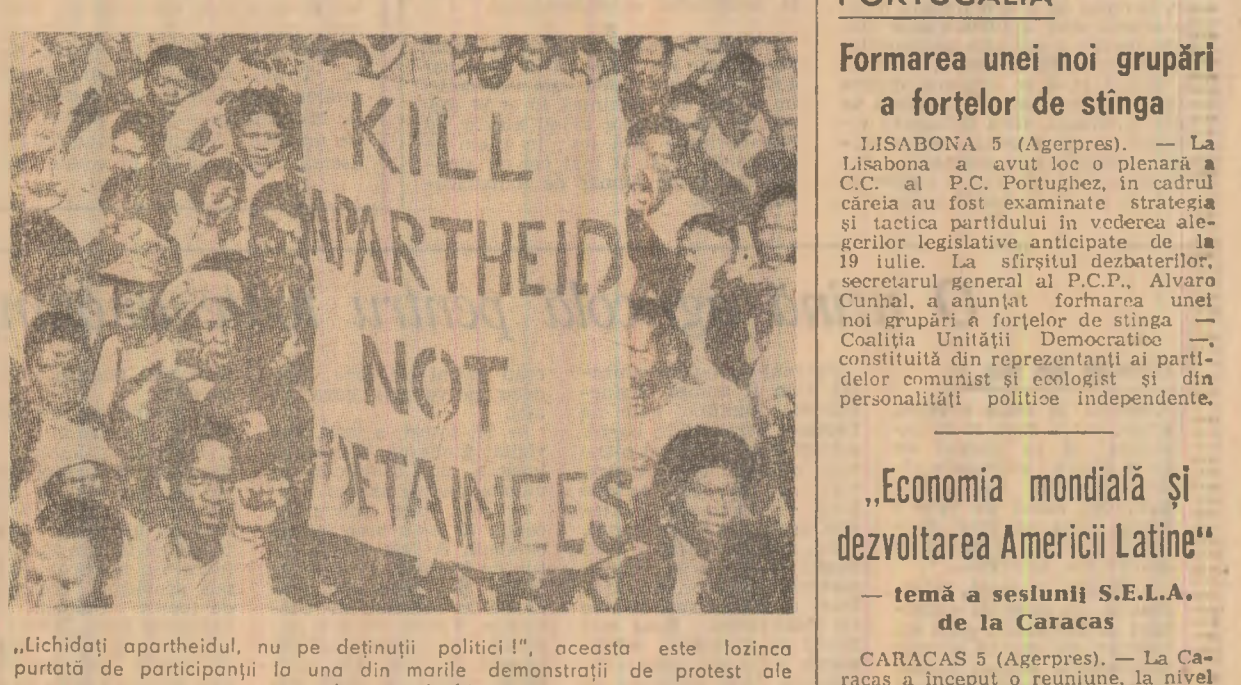 KILL
APARTHEID
NOT
DETAINEES
„Lichidați apartheidul, nu pe deținuții politici !", aceasta este lozinca
purtată de participanții la una din marile demonstrații de protest ale
PORTUGALIA
Formarea unei noi grupări
a forțelor de stînga
LISABONA 5 (Agerpres). — La
Lisabona a avut loc o plenară a
C.C. al P.C. Portughez, în cadrul
căreia au fost examinate strategia
și tactica partidului în vederea ale-
gerilor legislative anticipate de la
19 iulie. La sfîrșitul dezbaterilor,
secretarul general al P.C.P., Alvaro
Cunhal, a anunțat formarea unei
noi grupări a forțelor de stînga —
Coaliția Unității Democratice —,
constituită din reprezentanți ai parti-
delor comunist și ecologist și din
personalități politice independente.
„Economia mondială și
dezvoltarea Americii Latine"
— temă a sesiunii S.E.L.A.
de la Caracas
CARACAS 5 (Agerpres). — La Ca-
racas a început o reuniune, la nivel